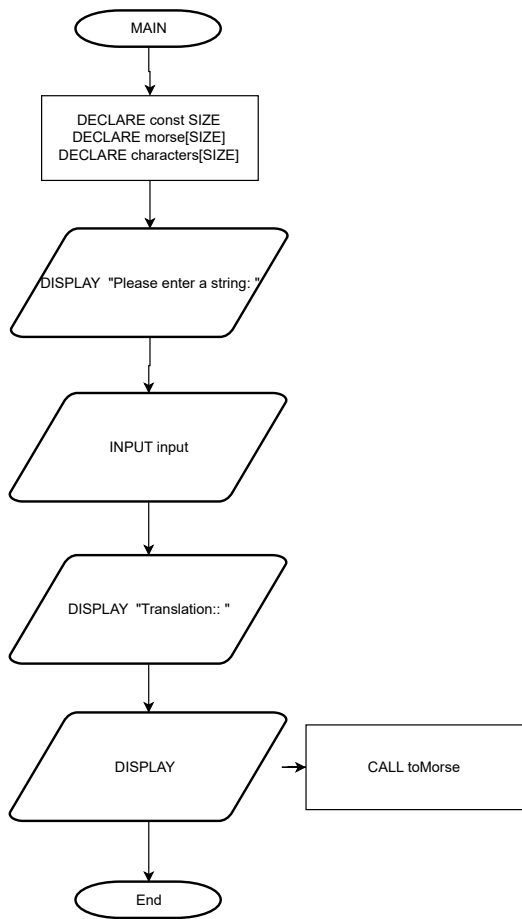 MAIN
DECLARE const SIZE
DECLARE morse[SIZE]
DECLARE characters[SIZE]
DISPLAY "Please enter a string: "
INPUT input
DISPLAY "Translation:: "
DISPLAY
CALL toMorse
End